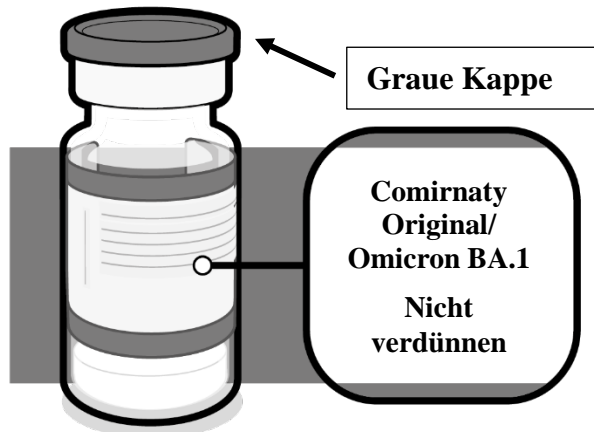 Graue Kappe
Comirnaty
Original/
Omicron BA.1
Nicht
verdünnen